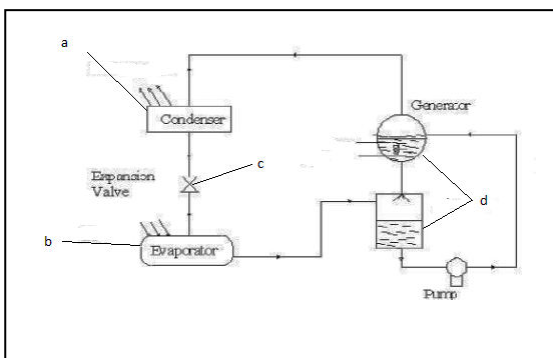 a
Generator
Condenser
c
Expansion
Valve
d
b
Evaporator
Pump